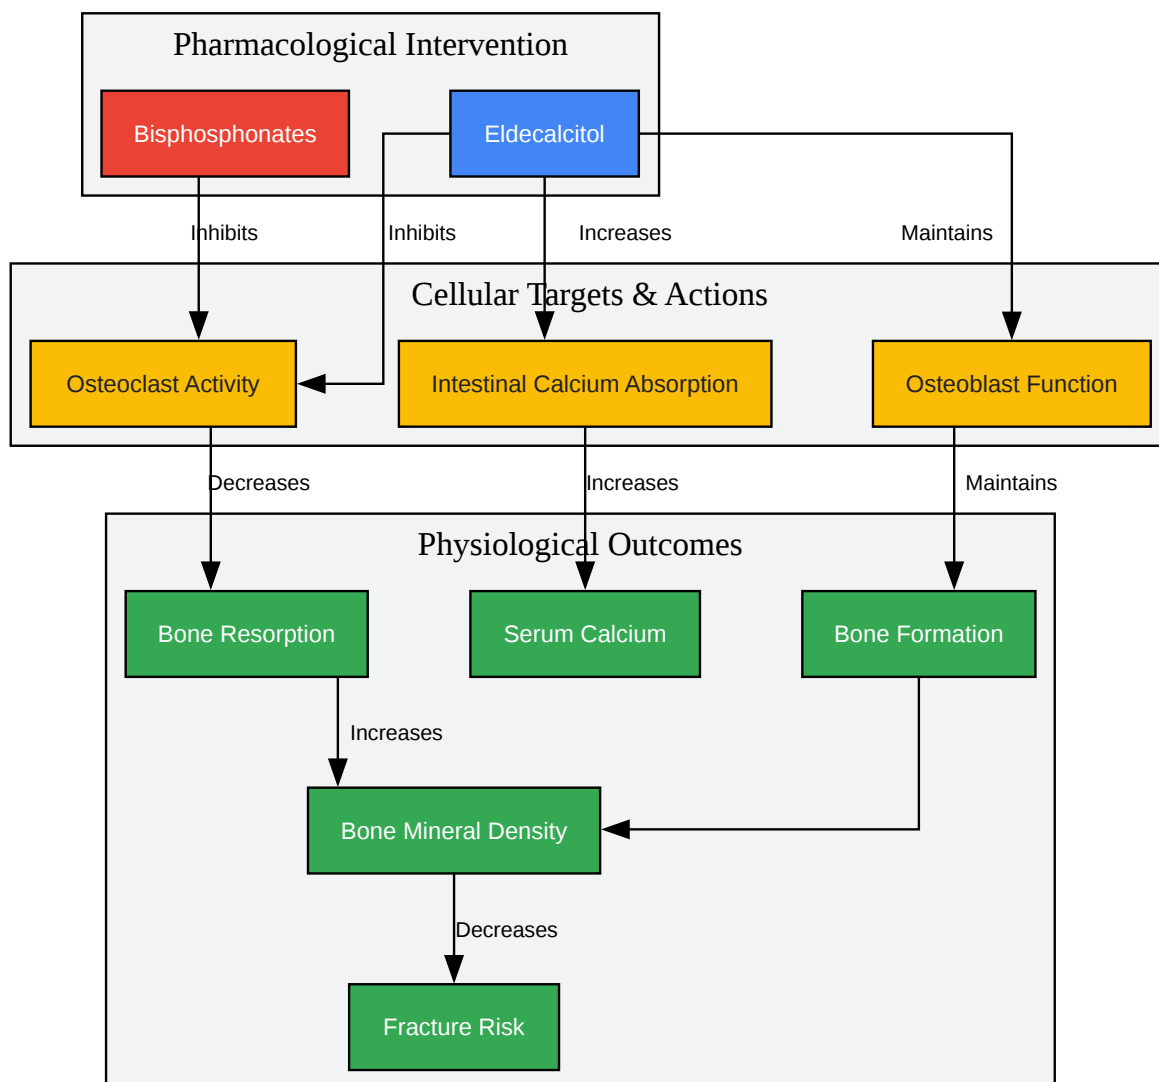 Pharmacological Intervention
Bisphosphonates
Eldecalcitol
Inhibits
Inhibits
Increases
Maintains
Cellular Targets & Actions
Osteoclast Activity
Intestinal Calcium Absorption
Osteoblast Function
Decreases
Increases
Maintains
Physiological Outcomes
Bone Resorption
Serum Calcium
Bone Formation
Increases
Bone Mineral Density
Decreases
Fracture Risk